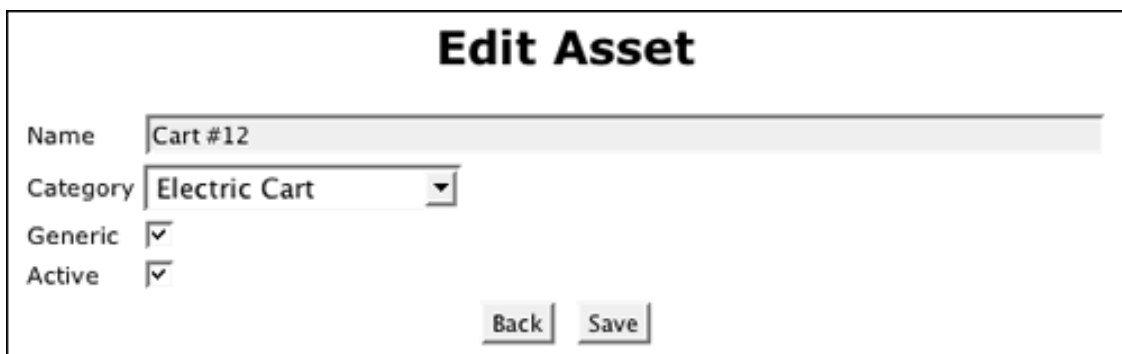 Edit Asset
Name Cart #12
Category Electric Cart
Generic
Active
Back Save